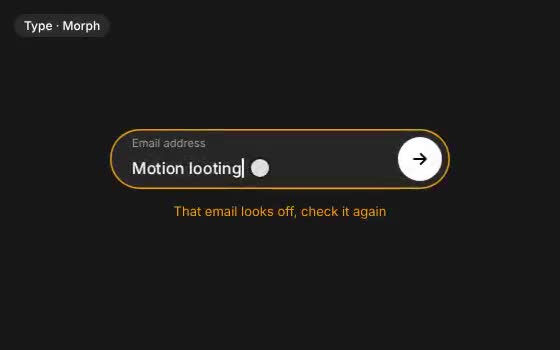 Type · Morph
Email address
Motion looting
That email looks off, check it again